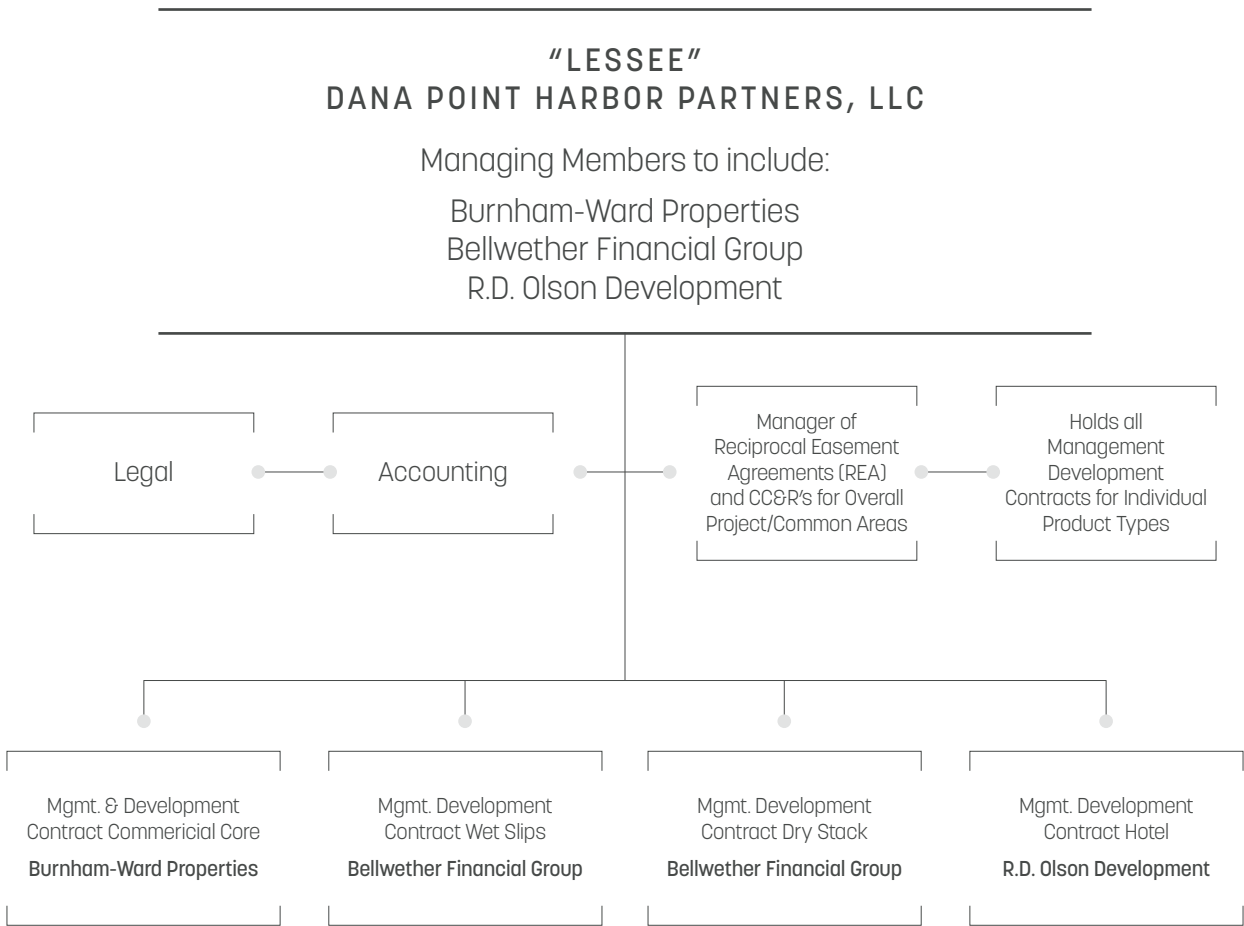 “LESSEE”
DANA POINT HARBOR PARTNERS, LLC
Managing Members to include:
Burnham-Ward Properties
Bellwether Financial Group
R.D. Olson Development
Legal
Accounting
Manager of
Reciprocal Easement
Agreements (REA)
and CC&R’s for Overall
Project/Common Areas
Holds all
Management
Development
Contracts for Individual
Product Types
Mgmt. & Development
Contract Commericial Core
Burnham-Ward Properties
Mgmt. Development
Contract Wet Slips
Bellwether Financial Group
Mgmt. Development
Contract Dry Stack
Bellwether Financial Group
Mgmt. Development
Contract Hotel
R.D. Olson Development